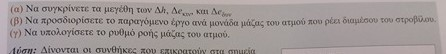 (α) Να συγκρίνετε τα μεγέθη των Δh, Δeκιν, και Δeδυν
(β) Να προσδιορίσετε το παραγόμενο έργο ανά μονάδα μάζας του ατμού που ρέει διαμέσου του στροβίλου.
(γ) Να υπολογίσετε το ρυθμό ροής μάζας του ατμού.
Λύση: Δίνονται οι συνθήκες που επικρατούν στα σημεία